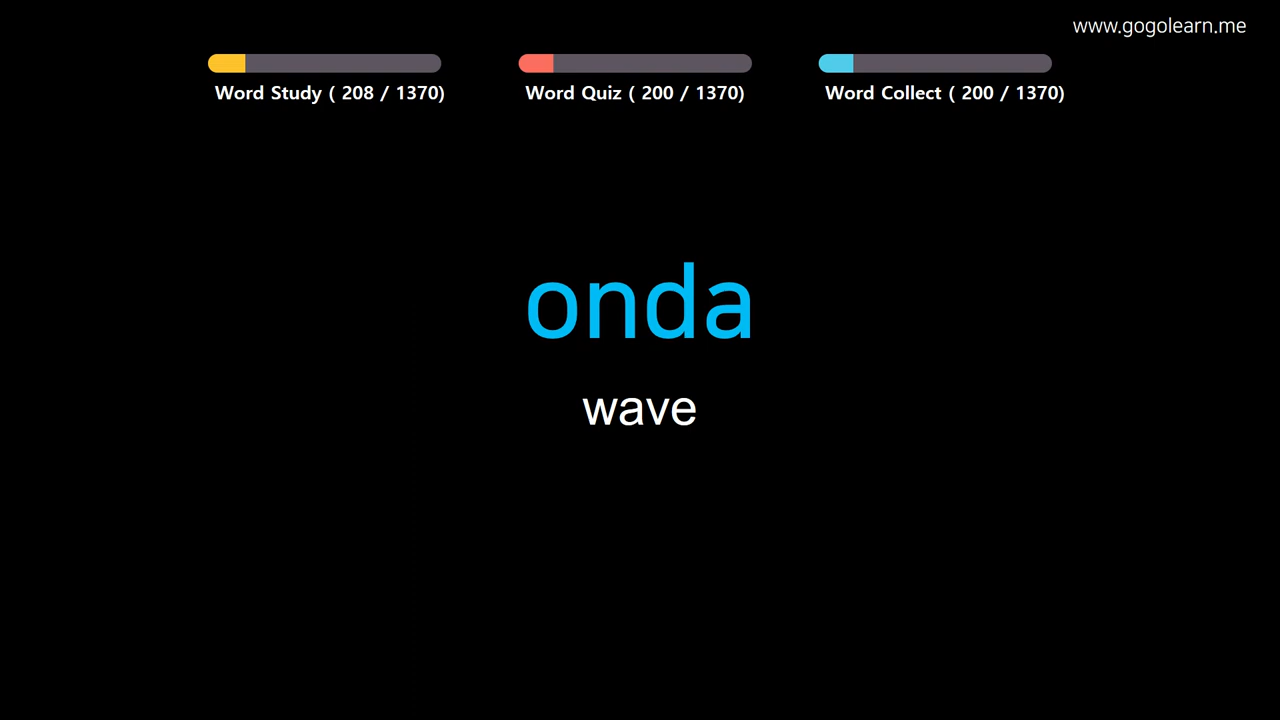 www.gogolearn.me
Word Study ( 208 / 1370)
Word Quiz ( 200 / 1370)
Word Collect ( 200 / 1370)
onda
wave